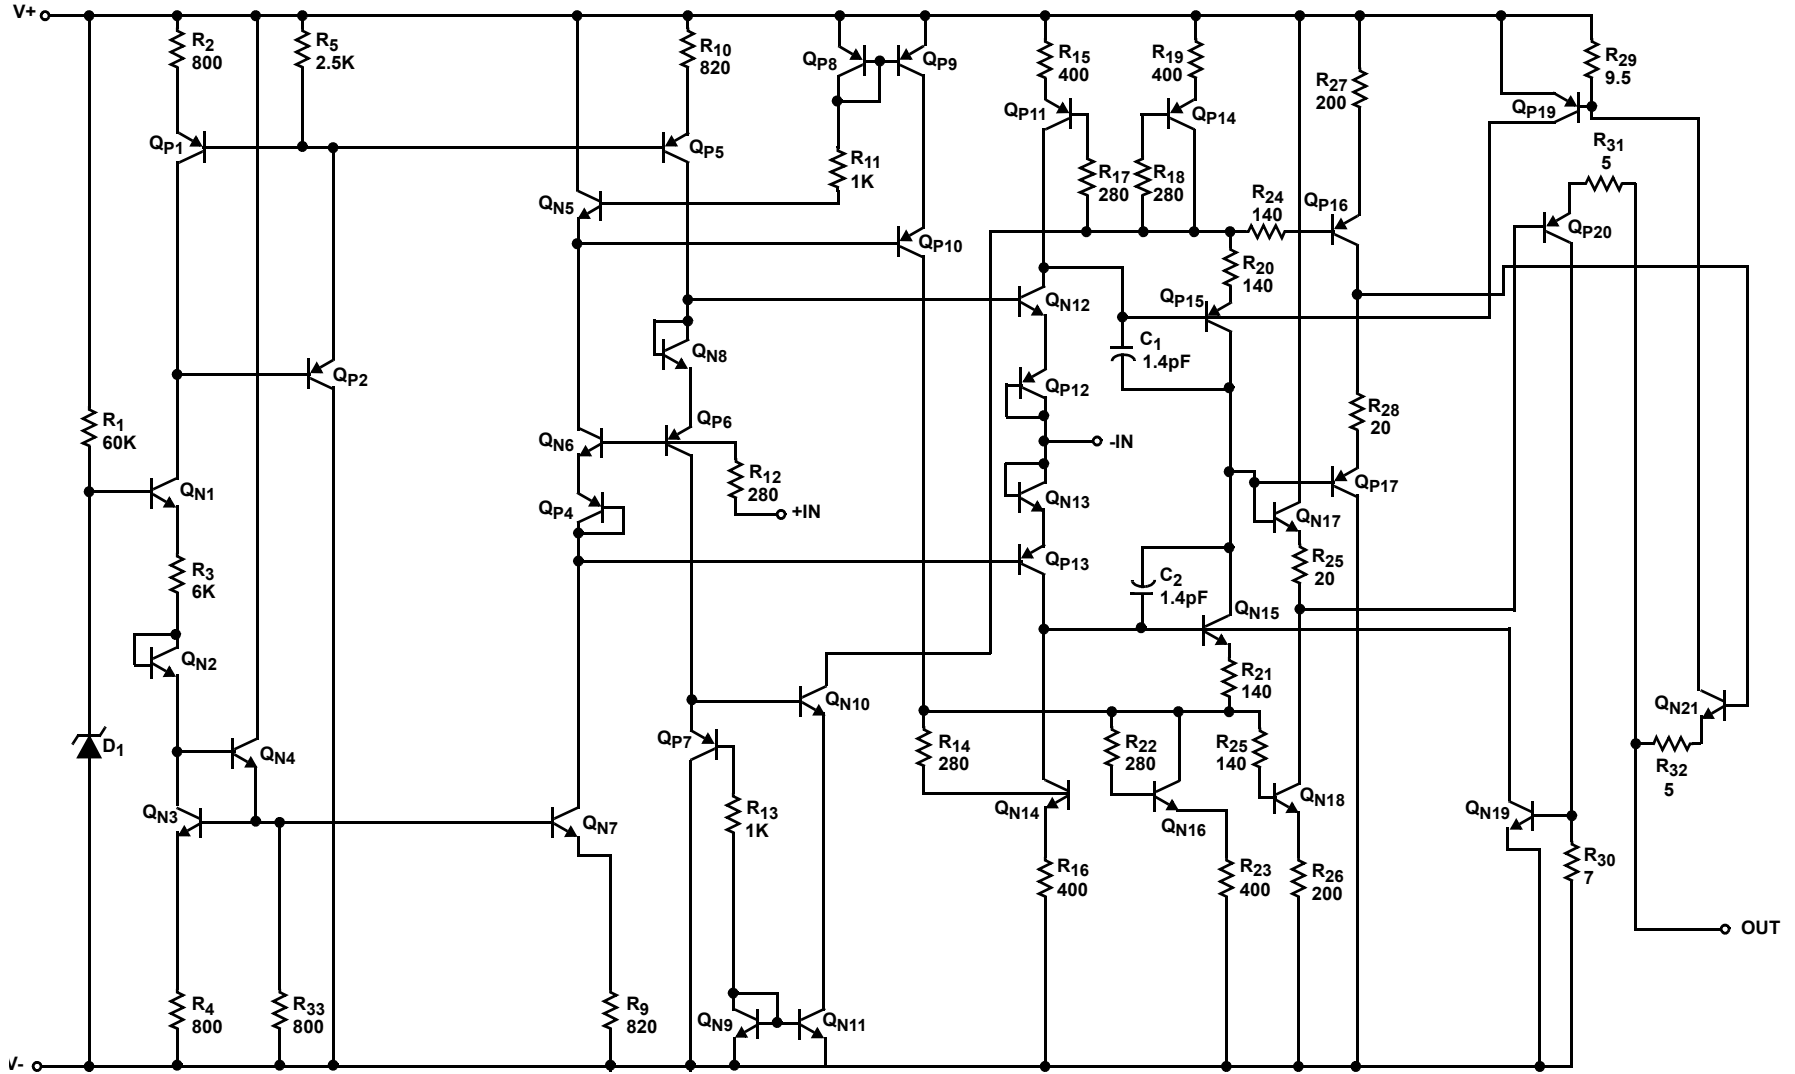 V+
R2
800
R5
2.5K
R10
820
QP8
QP9
R15
400
R19
400
R27
200
R29
9.5
QP1
QP5
QP11
QP14
QP19
R11
1K
R17
280
R18
280
R31
5
QN5
QP10
R24
140
QP16
QP20
R20
140
QN12
QP15
C1
1.4pF
QN8
QP2
QP12
R1
60K
QP6
R28
20
QN6
-IN
R12
280
QN1
QN13
QP17
QP4
+IN
QN17
R3
6K
QP13
R25
20
C2
1.4pF
QN15
QN2
R21
140
QN10
QN21
D1
QN4
QP7
R14
280
R22
280
R25
140
R32
5
QN3
QN7
R13
1K
QN14
QN16
QN18
QN19
R16
400
R23
400
R26
200
R30
7
OUT
R4
800
R33
800
R9
820
QN9
QN11
V-